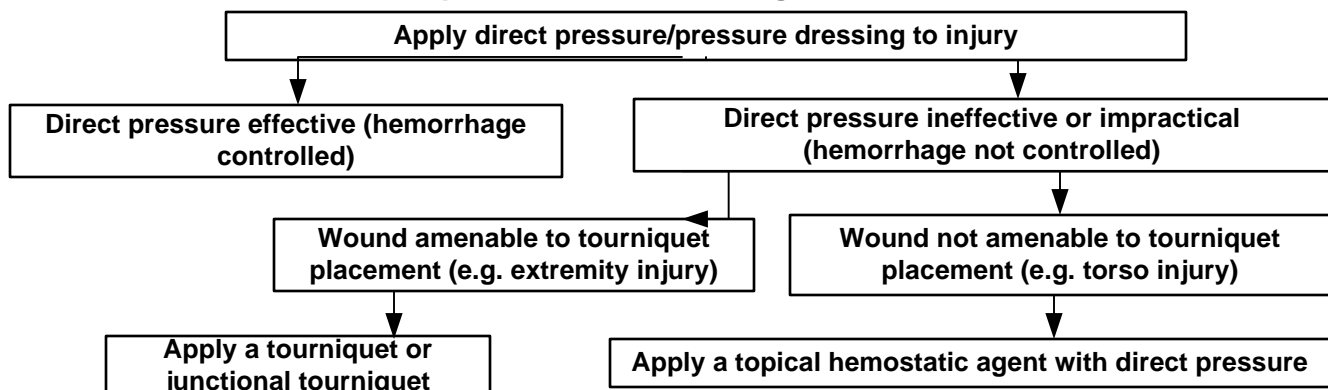 Apply direct pressure/pressure dressing to injury
Direct pressure effective (hemorrhage
controlled)
Direct pressure ineffective or impractical
(hemorrhage not controlled)
Wound amenable to tourniquet
placement (e.g. extremity injury)
Wound not amenable to tourniquet
placement (e.g. torso injury)
Apply a tourniquet or
junctional tourniquet
Apply a topical hemostatic agent with direct pressure